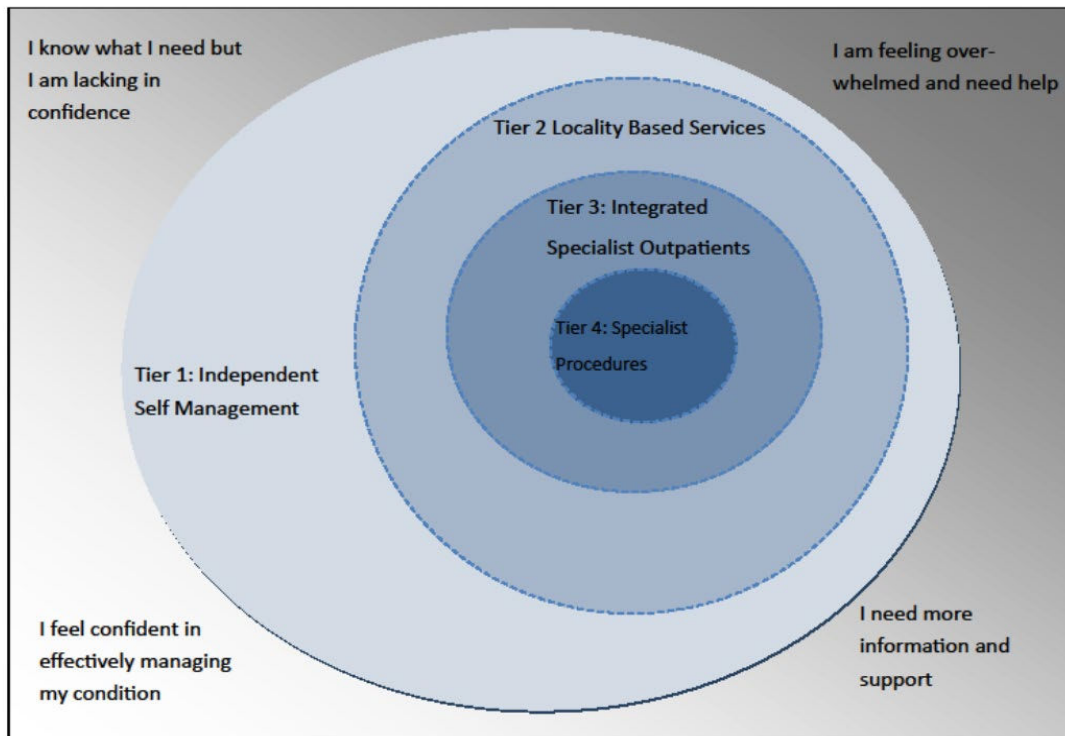 I know what I need but
I am lacking in
confidence
I am feeling over-
whelmed and need help
Tier 2 Locality Based Services
Tier 3: Integrated
Specialist Outpatients
Tier 4: Specialist
Procedures
Tier 1: Independent
Self Management
I feel confident in
effectively managing
my condition
I need more
information and
support